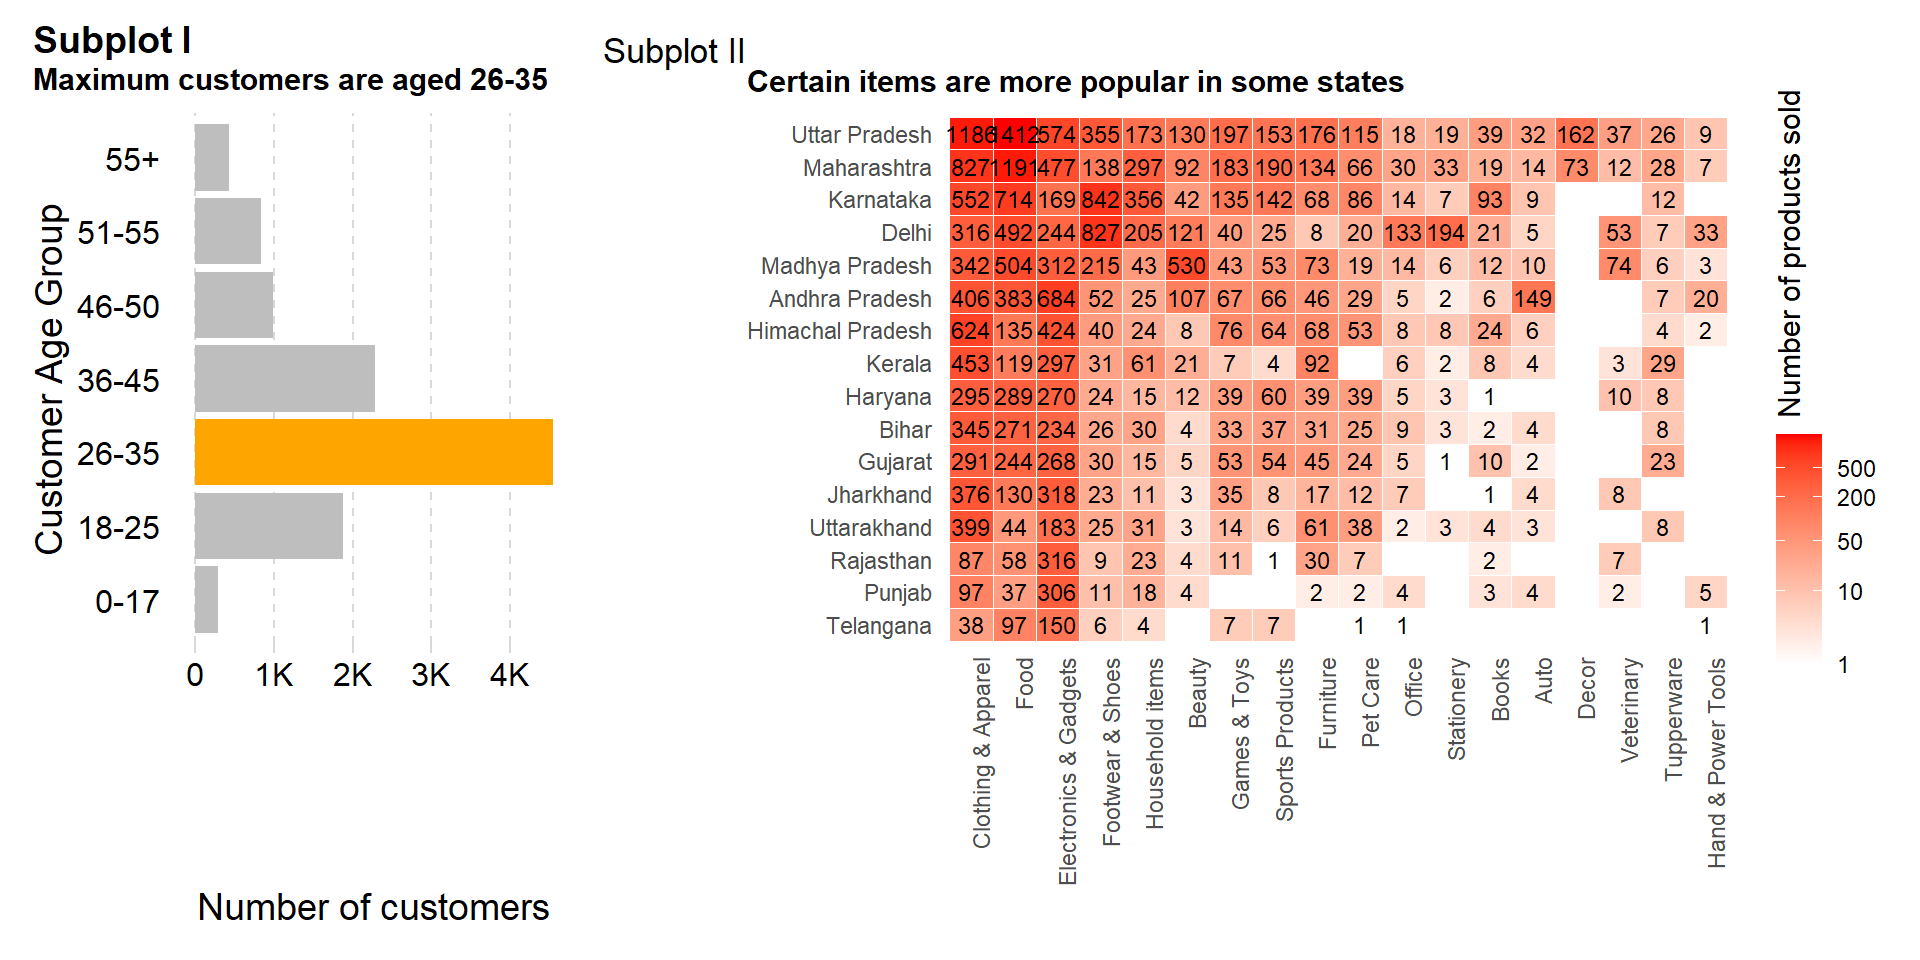 Subplot I
Maximum customers are aged 26-35
Customer Age Group
55+
51-55
46-50
36-45
26-35
18-25
0-17
0 1K 2K 3K 4K
Number of customers
Subplot II
Certain items are more popular in some states
Uttar Pradesh 1186 1412 574 355 173 130 197 153 176 115 18 19 39 32 162 37 26 9
Maharashtra 827 1191 477 138 297 92 183 190 134 66 30 33 19 14 73 12 28 7
Karnataka 552 714 169 842 356 42 135 142 68 86 14 7 93 9 12
Delhi 316 492 244 827 205 121 40 25 8 20 133 194 21 5 53 7 33
Madhya Pradesh 342 504 312 215 43 530 43 53 73 19 14 6 12 10 74 6 3
Andhra Pradesh 406 383 684 52 25 107 67 66 46 29 5 2 6 149 7 20
Himachal Pradesh 624 135 424 40 24 8 76 64 68 53 8 8 24 6 4 2
Kerala 453 119 297 31 61 21 7 4 92 6 2 8 4 3 29
Haryana 295 289 270 24 15 12 39 60 39 39 5 3 1 10 8
Bihar 345 271 234 26 30 4 33 37 31 25 9 3 2 4 8
Gujarat 291 244 268 30 15 5 53 54 45 24 5 1 10 2 23
Jharkhand 376 130 318 23 11 3 35 8 17 12 7 1 4 8
Uttarakhand 399 44 183 25 31 3 14 6 61 38 2 3 4 3 8
Rajasthan 87 58 316 9 23 4 11 1 30 7 2 7
Punjab 97 37 306 11 18 4 2 2 4 3 4 2 5
Telangana 38 97 150 6 4 7 7 1 1 1
Clothing & Apparel
Food
Electronics & Gadgets
Footwear & Shoes
Household items
Beauty
Games & Toys
Sports Products
Furniture
Pet Care
Office
Stationery
Books
Auto
Decor
Veterinary
Tupperware
Hand & Power Tools
Number of products sold
500
200
50
10
1